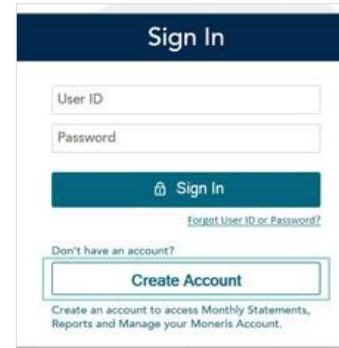 Sign In
User ID
Password
Sign In
Forgot User ID or Password?
Don't have an account?
Create Account
Create an account to access Monthly Statements,
Reports and Manage your Moneris Account.